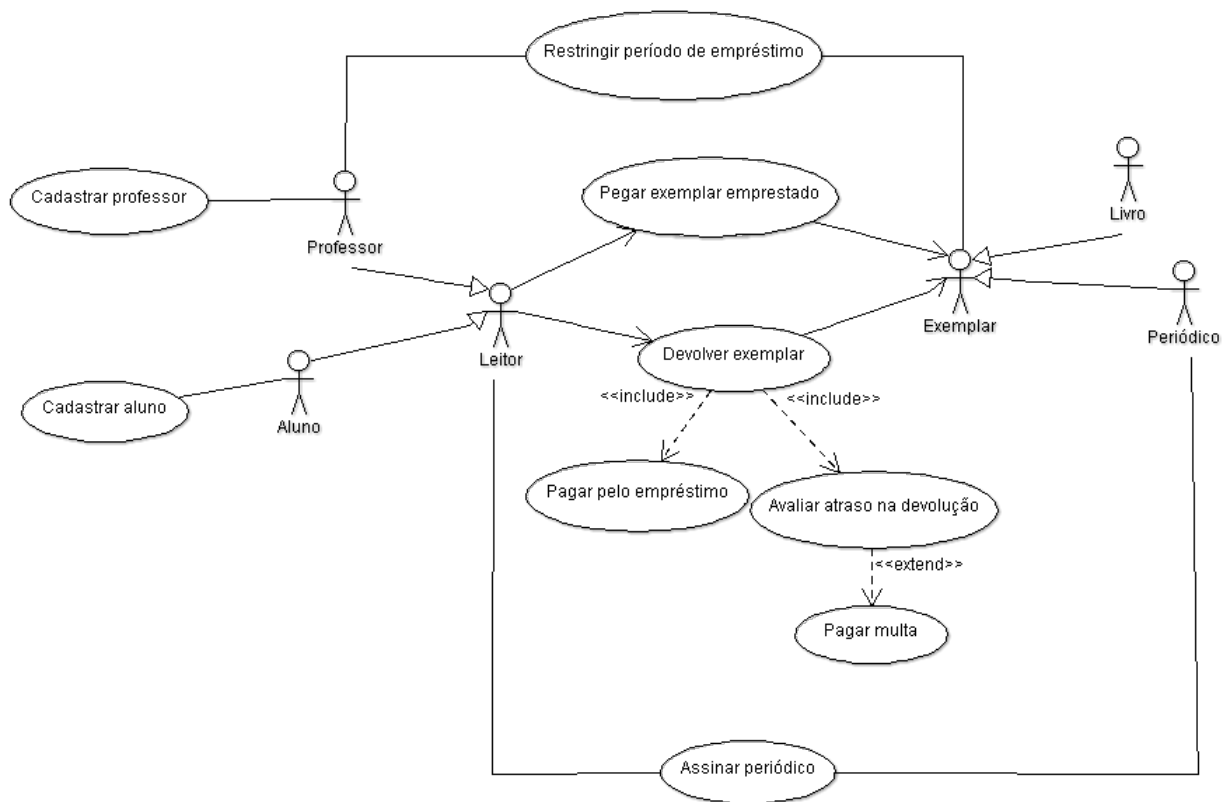 Restringir período de empréstimo
Cadastrar professor
Professor
Pegar exemplar emprestado
Livro
Exemplar
Periódico
Leitor
Devolver exemplar
Cadastrar aluno
Aluno
<<include>>
<<include>>
Pagar pelo empréstimo
Avaliar atraso na devolução
<<extend>>
Pagar multa
Assinar periódico